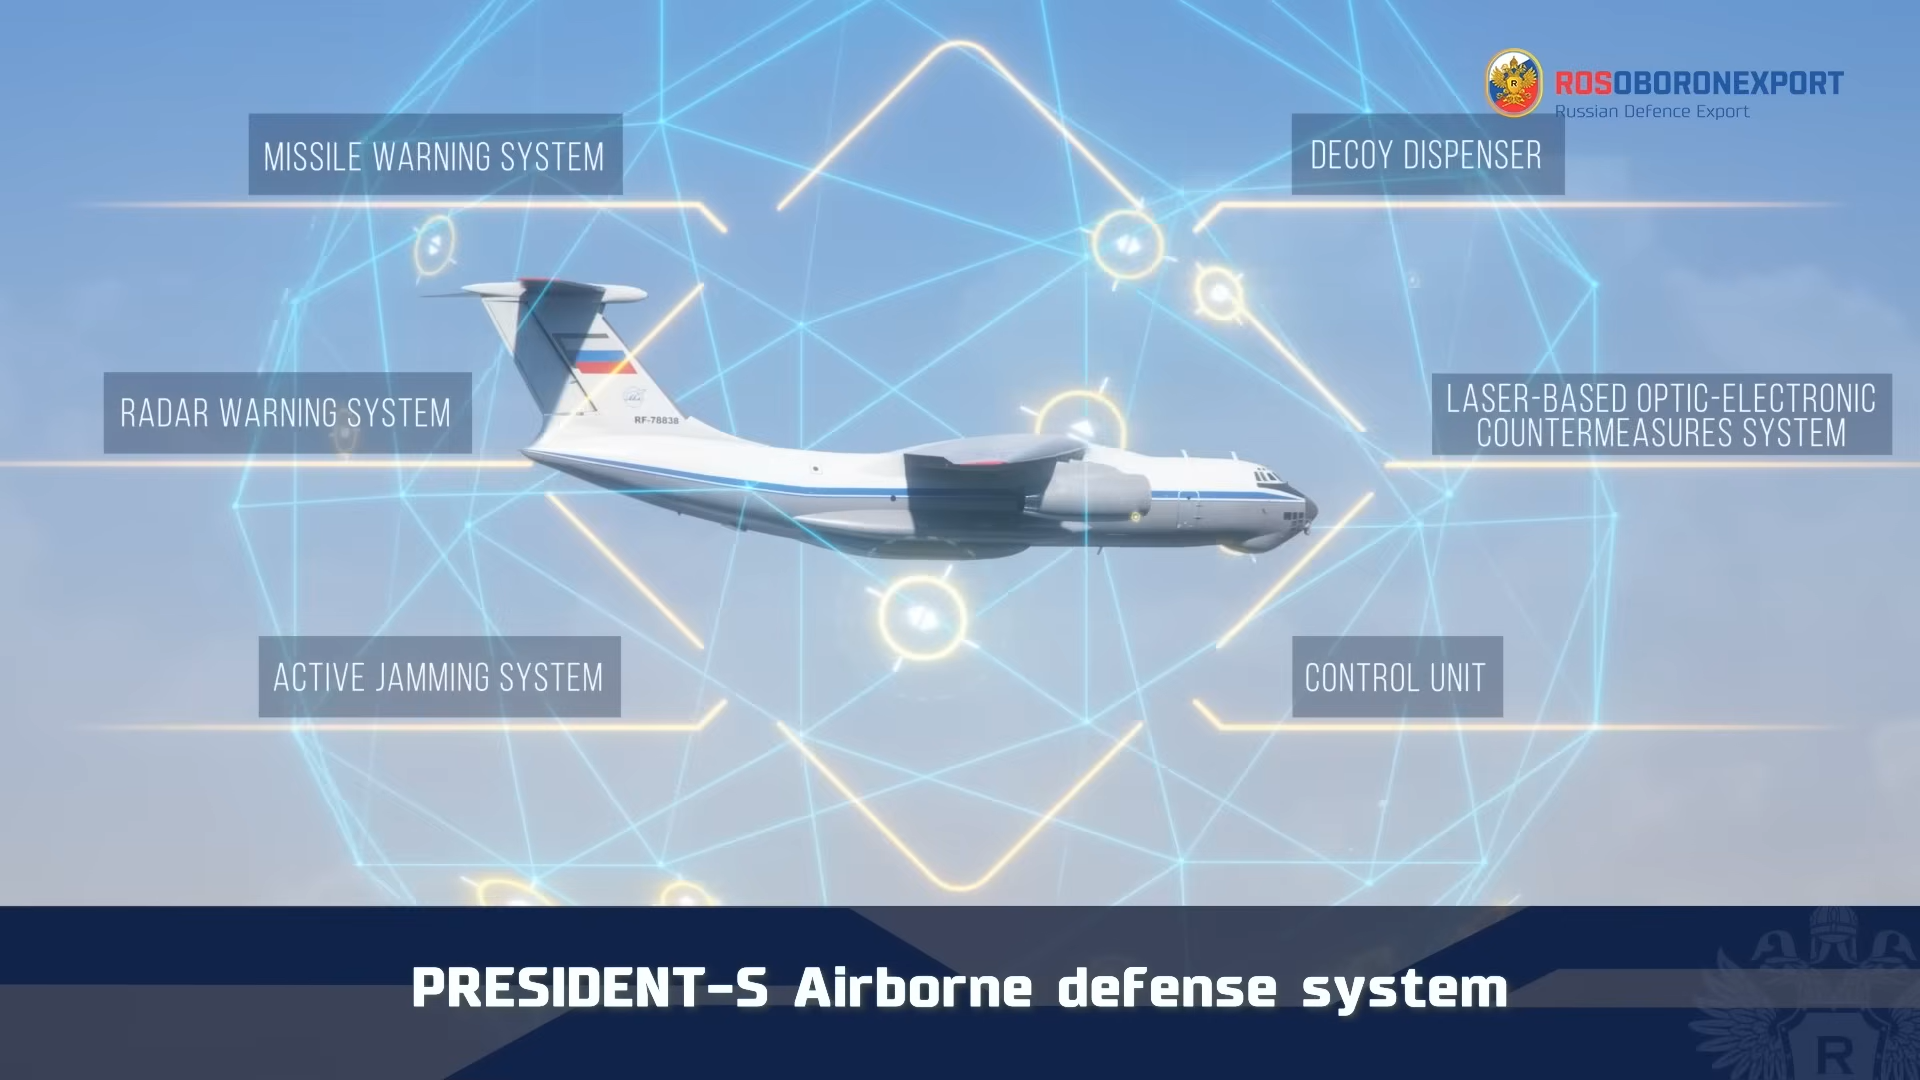 ROSOBORONEXPORT
Russian Defence Export
MISSILE WARNING SYSTEM
DECOY DISPENSER
RADAR WARNING SYSTEM
LASER-BASED OPTIC-ELECTRONIC
COUNTERMEASURES SYSTEM
RF-78838
ACTIVE JAMMING SYSTEM
CONTROL UNIT
PRESIDENT-S Airborne defense system
R